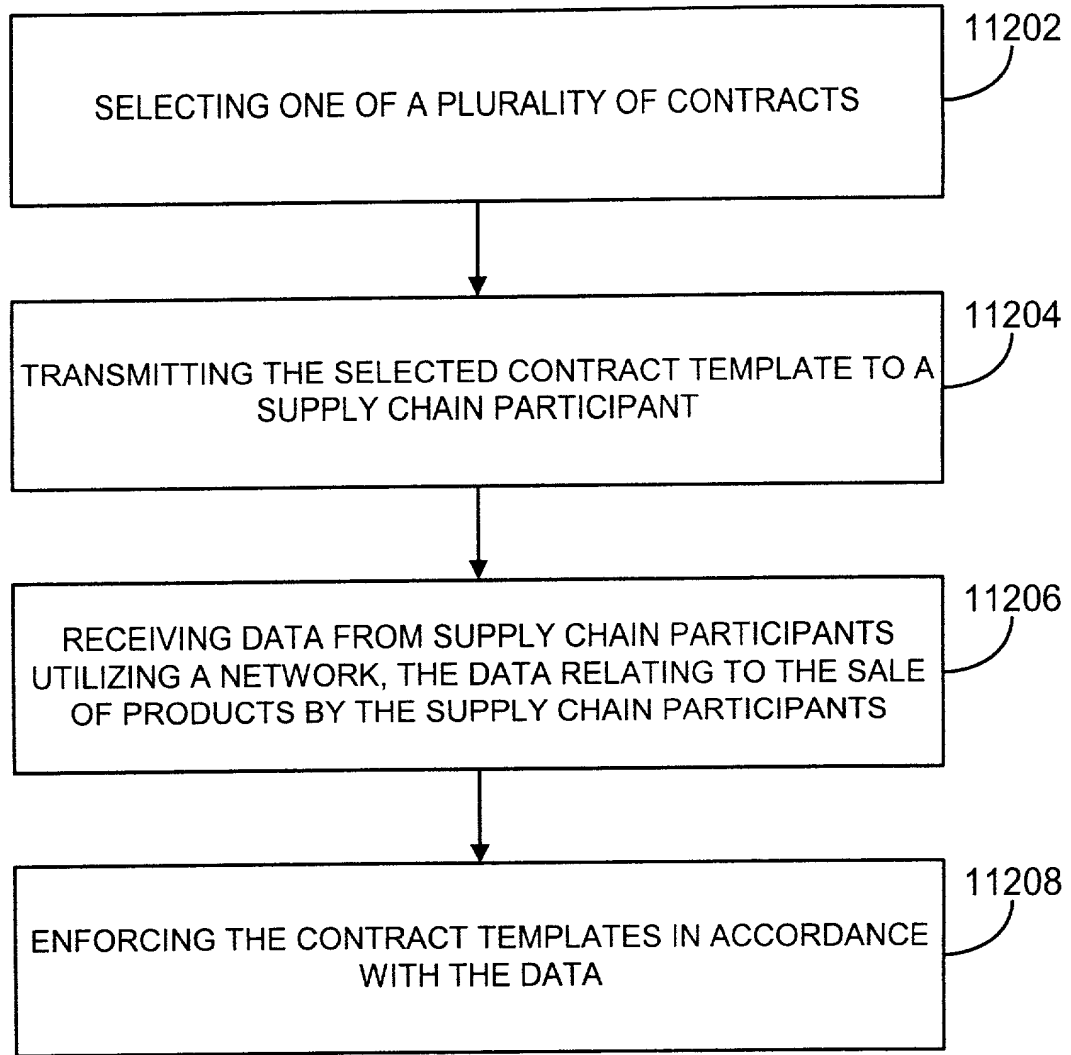 11202
SELECTING ONE OF A PLURALITY OF CONTRACTS
11204
TRANSMITTING THE SELECTED CONTRACT TEMPLATE TO A
SUPPLY CHAIN PARTICIPANT
11206
RECEIVING DATA FROM SUPPLY CHAIN PARTICIPANTS
UTILIZING A NETWORK, THE DATA RELATING TO THE SALE
OF PRODUCTS BY THE SUPPLY CHAIN PARTICIPANTS
11208
ENFORCING THE CONTRACT TEMPLATES IN ACCORDANCE
WITH THE DATA